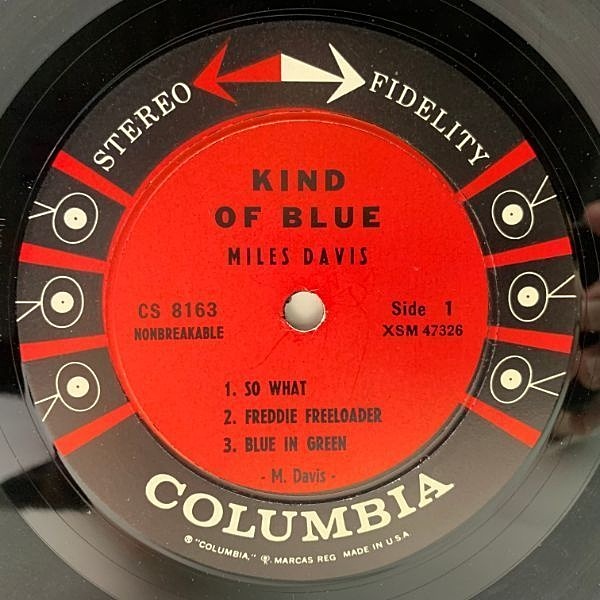 STEREO FIDELITY
KIND
OF BLUE
MILES DAVIS
CS 8163
NONBREAKABLE
Side 1
XSM 47326
1. SO WHAT
2. FREDDIE FREELOADER
3. BLUE IN GREEN
- M. Davis -
COLUMBIA
"COLUMBIA," MARCAS REG MADE IN U.S.A.